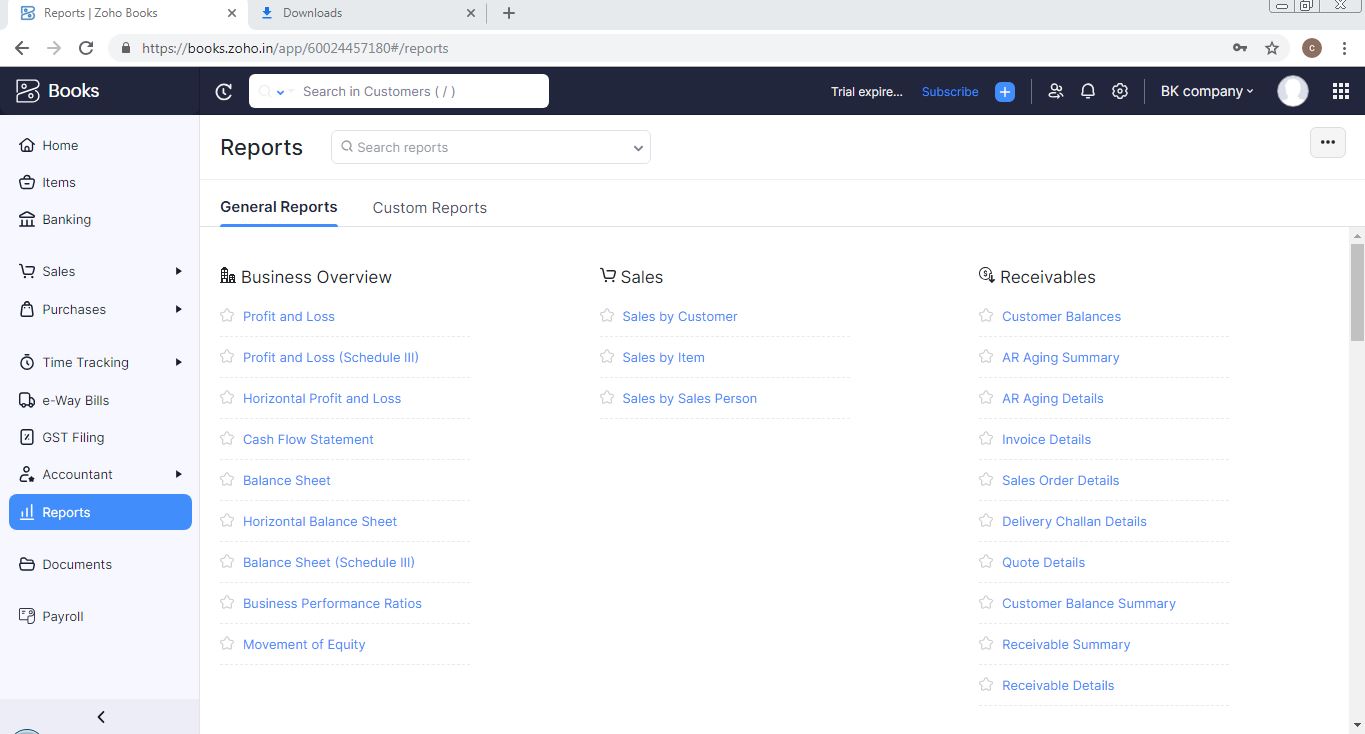 Reports | Zoho Books
Downloads
https://books.zoho.in/app/60024457180#/reports
C
Books
Search in Customers ( / )
Trial expire...
Subscribe
BK company
Home
Items
Banking
Sales
Purchases
Time Tracking
e-Way Bills
GST Filing
Accountant
Reports
Documents
Payroll
Reports
Search reports
General Reports
Custom Reports
Business Overview
Profit and Loss
Profit and Loss (Schedule III)
Horizontal Profit and Loss
Cash Flow Statement
Balance Sheet
Horizontal Balance Sheet
Balance Sheet (Schedule III)
Business Performance Ratios
Movement of Equity
Sales
Sales by Customer
Sales by Item
Sales by Sales Person
Receivables
Customer Balances
AR Aging Summary
AR Aging Details
Invoice Details
Sales Order Details
Delivery Challan Details
Quote Details
Customer Balance Summary
Receivable Summary
Receivable Details